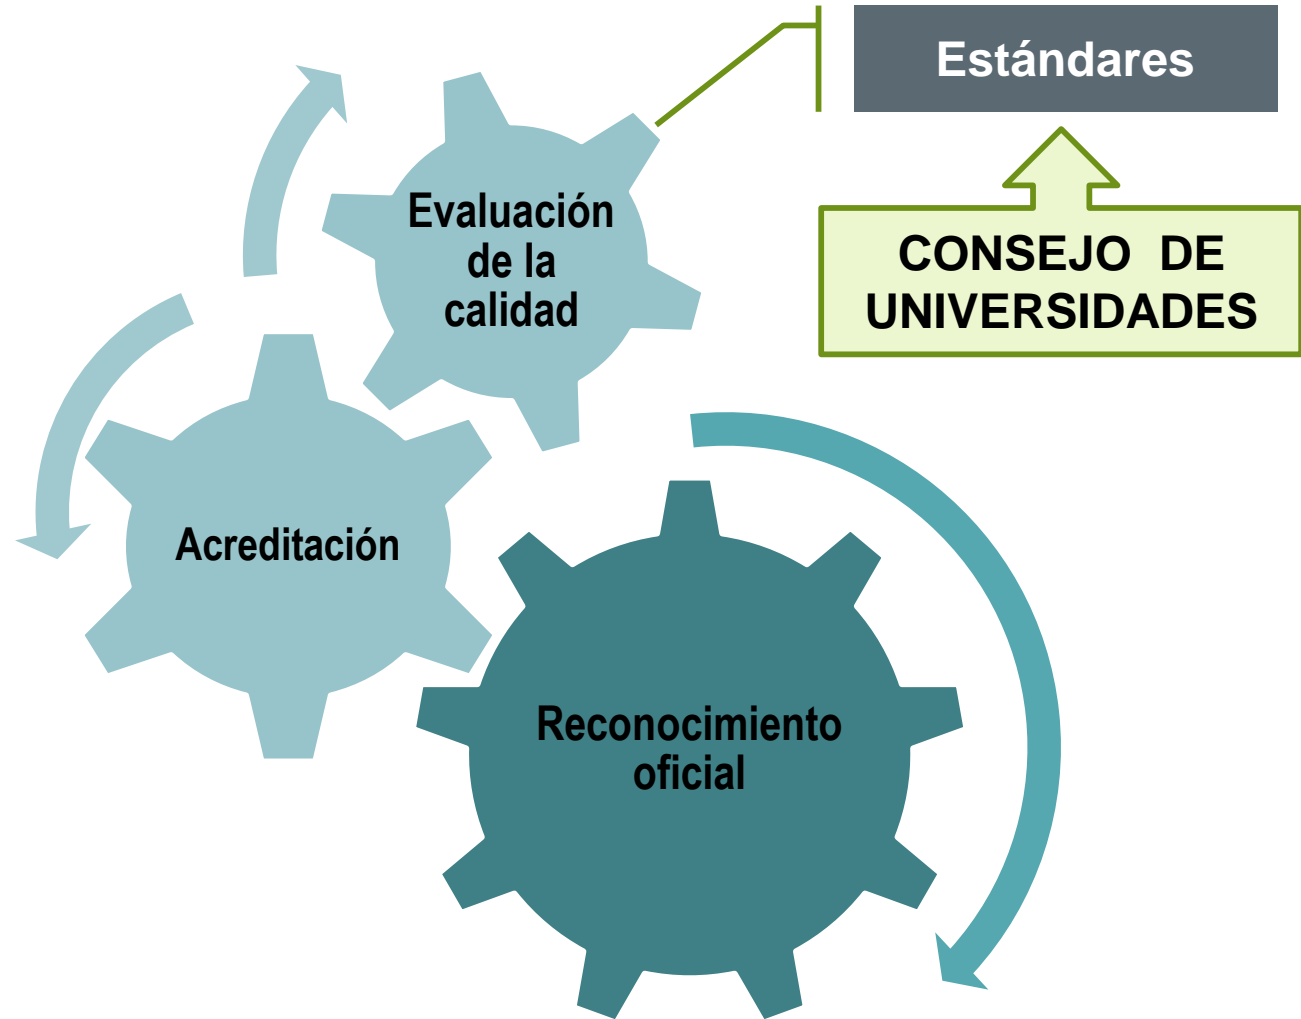 Estándares
Evaluación
de la
calidad
CONSEJO DE
UNIVERSIDADES
Acreditación
Reconocimiento
oficial